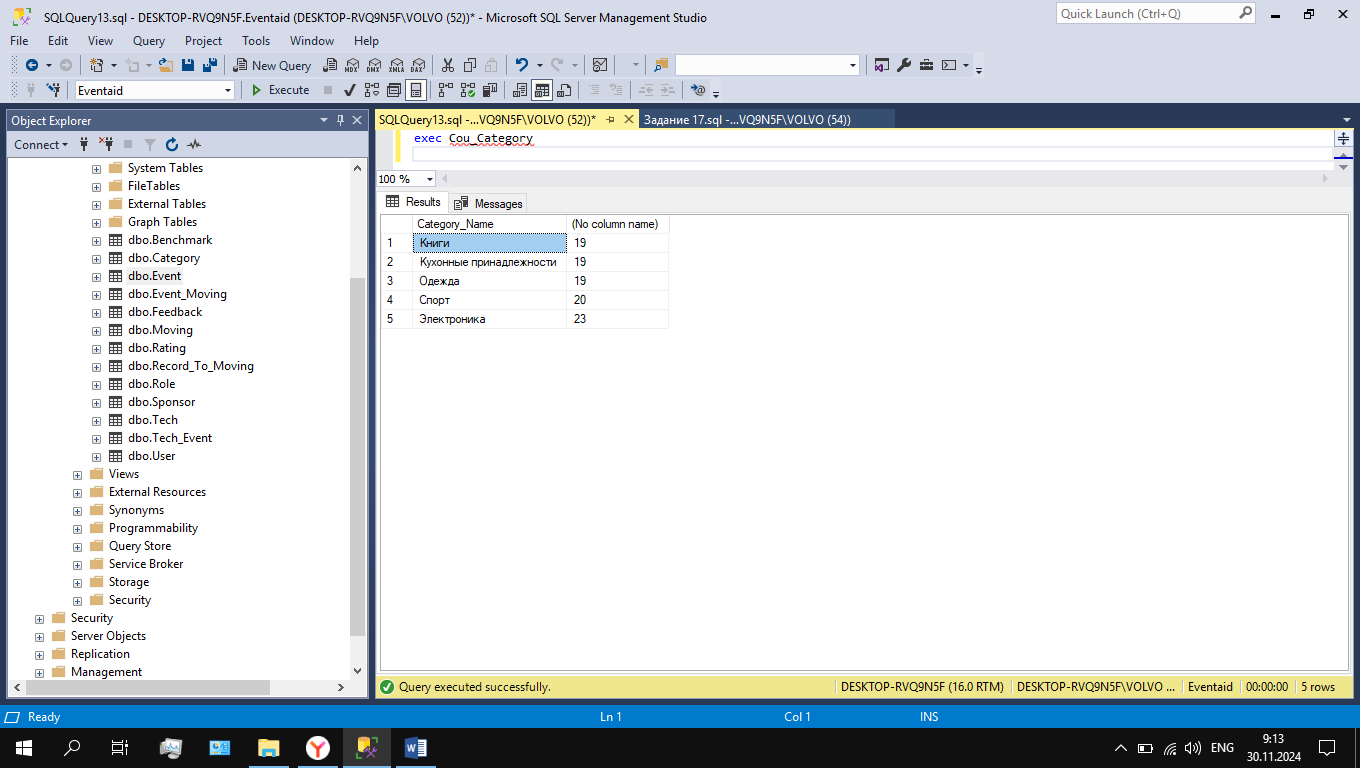 SQLQuery13.sql - DESKTOP-RVQ9N5F.Eventaid (DESKTOP-RVQ9N5F\VOLVO (52))* - Microsoft SQL Server Management Studio
Quick Launch (Ctrl+Q)
File Edit View Query Project Tools Window Help
New Query
MDX DMX XMLA DAX
Eventaid
Execute
Object Explorer
SQLQuery13.sql -...VQ9N5F\VOLVO (52))*
Задание 17.sql -...VQ9N5F\VOLVO (54))
Connect
exec Cou_Category
100 %
System Tables
FileTables
External Tables
Graph Tables
dbo.Benchmark
dbo.Category
dbo.Event
dbo.Event_Moving
dbo.Feedback
dbo.Moving
dbo.Rating
dbo.Record_To_Moving
dbo.Role
dbo.Sponsor
dbo.Tech
dbo.Tech_Event
dbo.User
Views
External Resources
Synonyms
Programmability
Query Store
Service Broker
Storage
Security
Security
Server Objects
Replication
Management
Results Messages
Category_Name (No column name)
1 Книги 19
2 Кухонные принадлежности 19
3 Одежда 19
4 Спорт 20
5 Электроника 23
Query executed successfully.
DESKTOP-RVQ9N5F (16.0 RTM) DESKTOP-RVQ9N5F\VOLVO ... Eventaid 00:00:00 5 rows
Ready Ln 1 Col 1 INS
ENG
9:13
30.11.2024